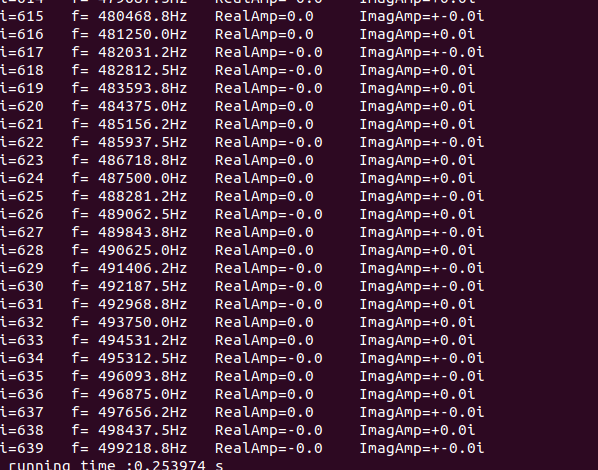 i=614 f= 479687.5Hz RealAmp=0.0 ImagAmp=+0.0i
i=615 f= 480468.8Hz RealAmp=0.0 ImagAmp=+-0.0i
i=616 f= 481250.0Hz RealAmp=0.0 ImagAmp=+0.0i
i=617 f= 482031.2Hz RealAmp=-0.0 ImagAmp=+-0.0i
i=618 f= 482812.5Hz RealAmp=-0.0 ImagAmp=+0.0i
i=619 f= 483593.8Hz RealAmp=-0.0 ImagAmp=+0.0i
i=620 f= 484375.0Hz RealAmp=0.0 ImagAmp=+0.0i
i=621 f= 485156.2Hz RealAmp=0.0 ImagAmp=+0.0i
i=622 f= 485937.5Hz RealAmp=-0.0 ImagAmp=+-0.0i
i=623 f= 486718.8Hz RealAmp=0.0 ImagAmp=+0.0i
i=624 f= 487500.0Hz RealAmp=0.0 ImagAmp=+0.0i
i=625 f= 488281.2Hz RealAmp=0.0 ImagAmp=+-0.0i
i=626 f= 489062.5Hz RealAmp=-0.0 ImagAmp=+0.0i
i=627 f= 489843.8Hz RealAmp=0.0 ImagAmp=+-0.0i
i=628 f= 490625.0Hz RealAmp=0.0 ImagAmp=+0.0i
i=629 f= 491406.2Hz RealAmp=-0.0 ImagAmp=+-0.0i
i=630 f= 492187.5Hz RealAmp=-0.0 ImagAmp=+-0.0i
i=631 f= 492968.8Hz RealAmp=-0.0 ImagAmp=+0.0i
i=632 f= 493750.0Hz RealAmp=0.0 ImagAmp=+0.0i
i=633 f= 494531.2Hz RealAmp=0.0 ImagAmp=+0.0i
i=634 f= 495312.5Hz RealAmp=-0.0 ImagAmp=+-0.0i
i=635 f= 496093.8Hz RealAmp=0.0 ImagAmp=+-0.0i
i=636 f= 496875.0Hz RealAmp=0.0 ImagAmp=+0.0i
i=637 f= 497656.2Hz RealAmp=0.0 ImagAmp=+-0.0i
i=638 f= 498437.5Hz RealAmp=-0.0 ImagAmp=+0.0i
i=639 f= 499218.8Hz RealAmp=-0.0 ImagAmp=+-0.0i
running time :0.253974 s